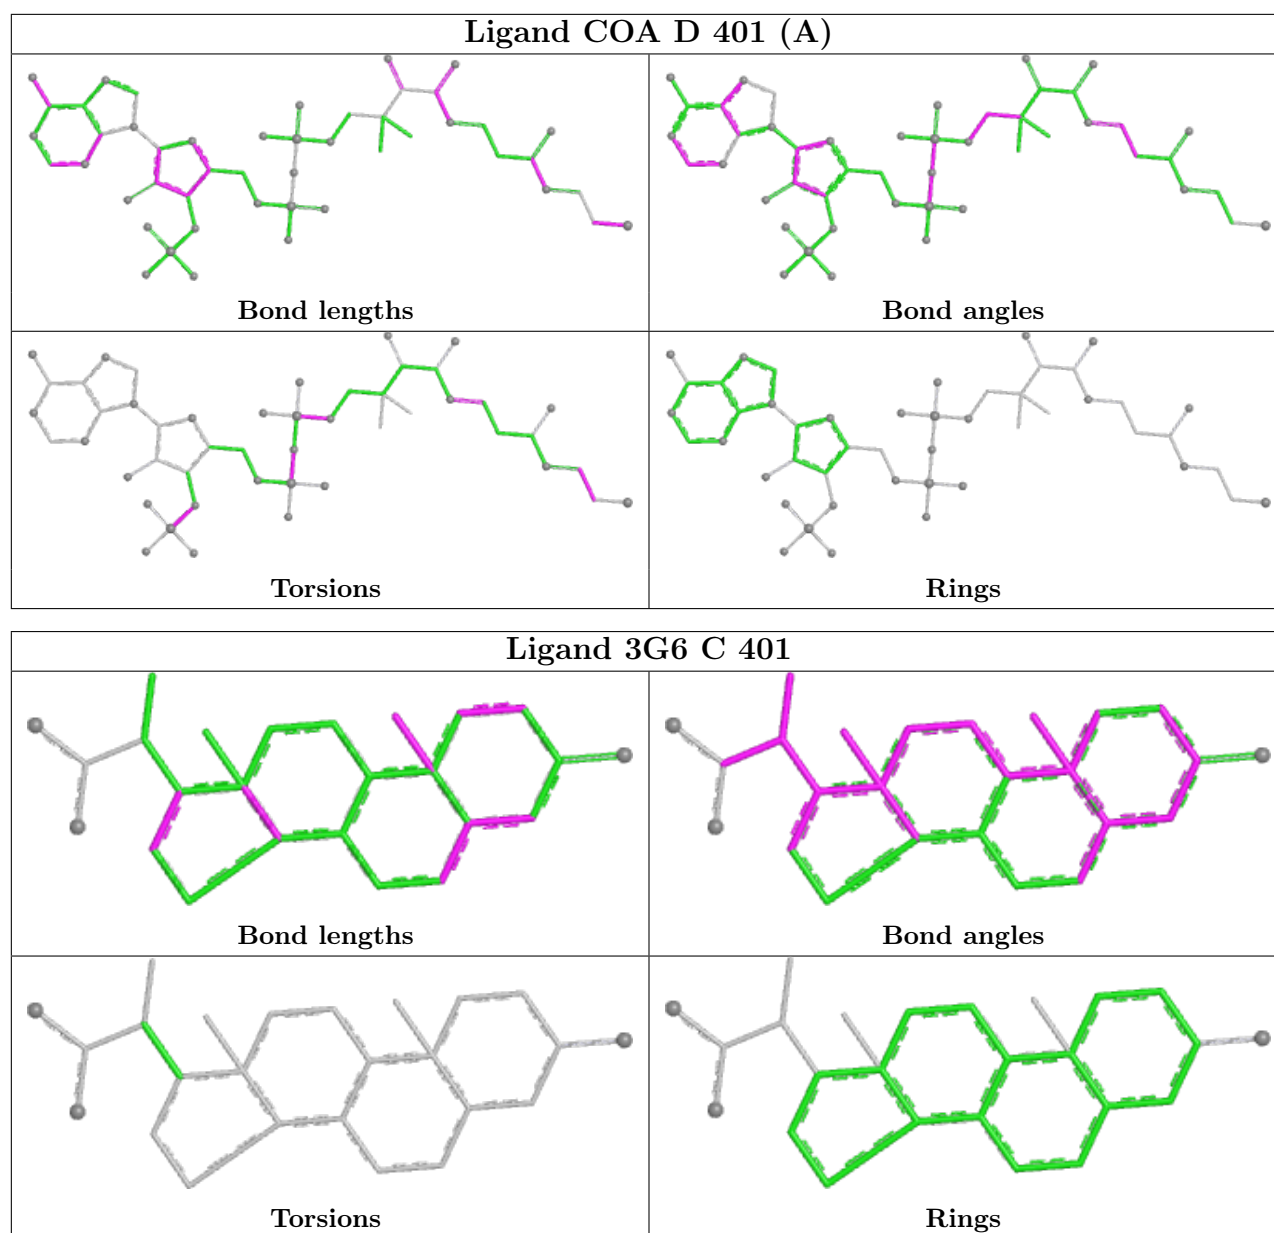 Ligand COA D 401 (A)
Bond lengths
Bond angles
Torsions
Rings
Ligand 3G6 C 401
Bond lengths
Bond angles
Torsions
Rings